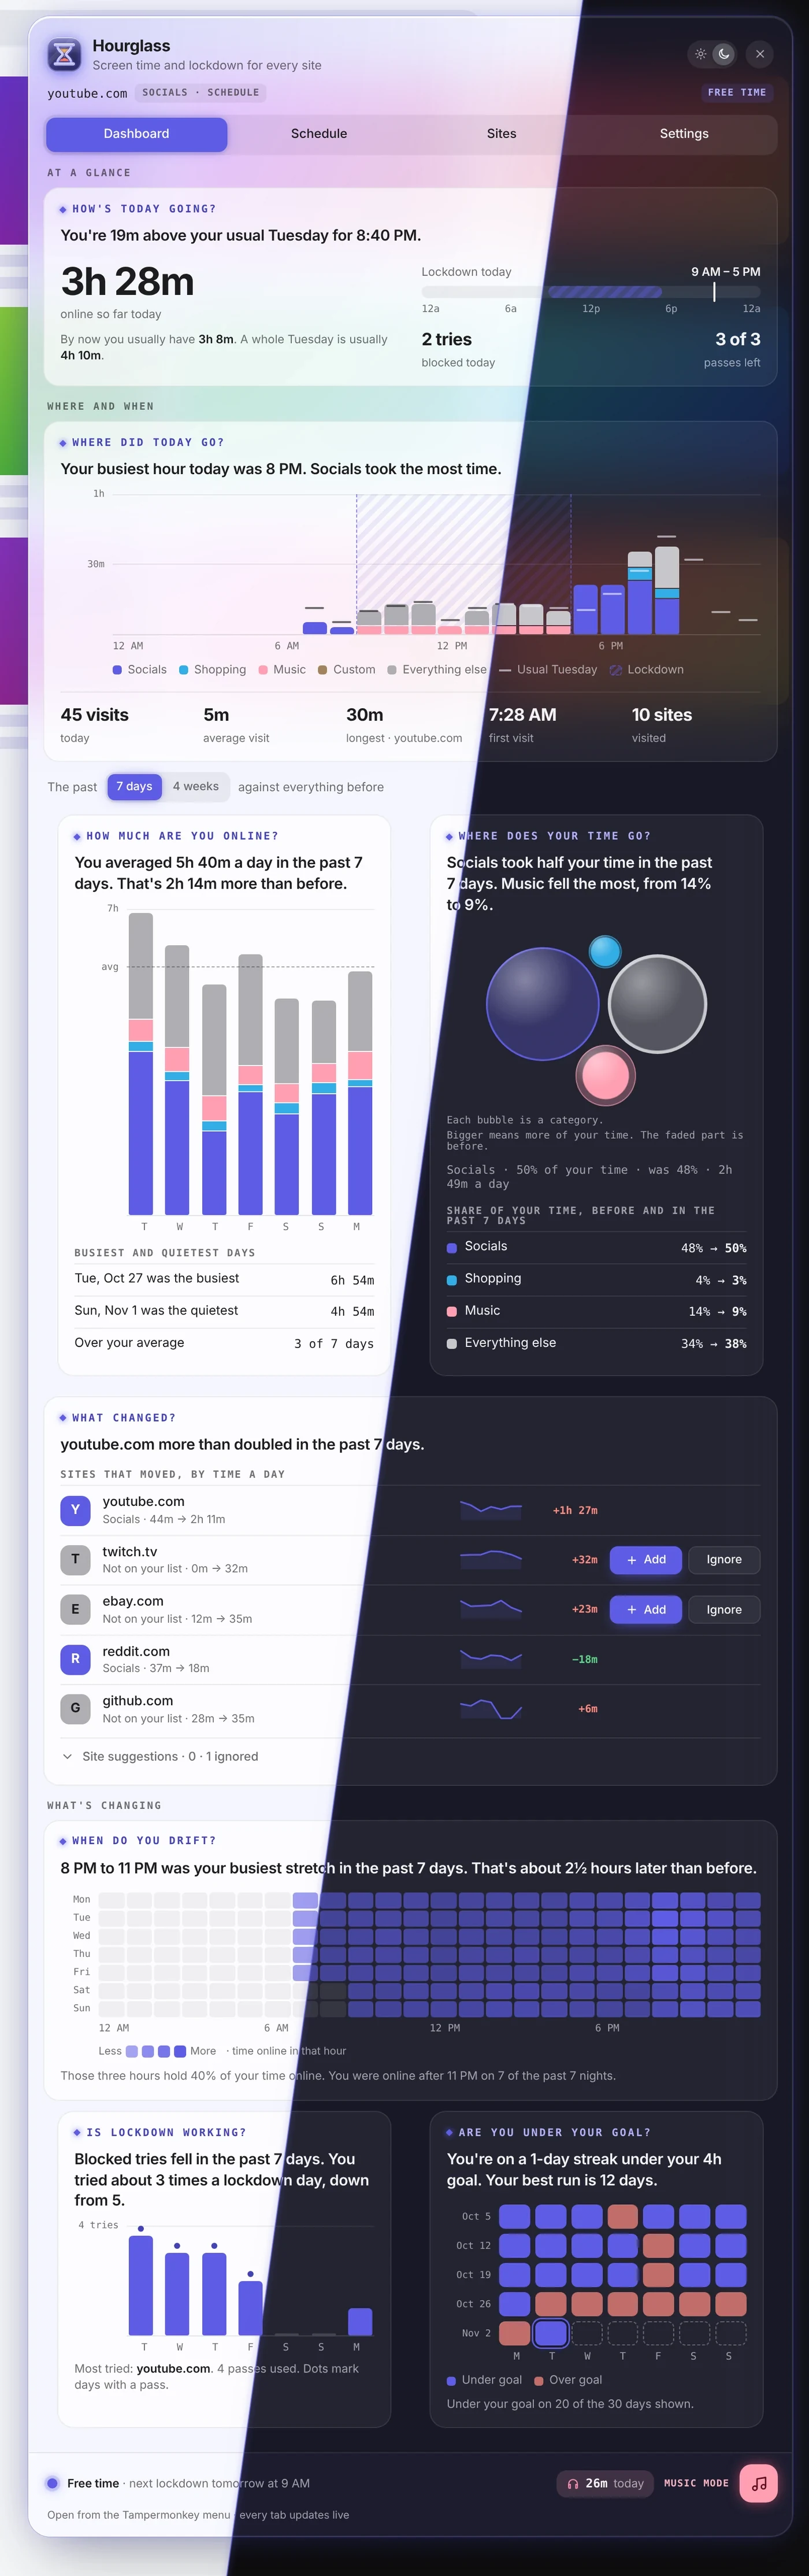 Hourglass
Screen time and lockdown for every site
youtube.com SOCIALS · SCHEDULE FREE TIME
Dashboard Schedule Sites Settings
AT A GLANCE
HOW'S TODAY GOING?
You're 19m above your usual Tuesday for 8:40 PM.
3h 28m
online so far today
By now you usually have 3h 8m. A whole Tuesday is usually
4h 10m.
Lockdown today 9 AM – 5 PM
12a 6a 12p 6p 12a
2 tries 3 of 3
blocked today passes left
WHERE AND WHEN
WHERE DID TODAY GO?
Your busiest hour today was 8 PM. Socials took the most time.
1h
30m
12 AM 6 AM 12 PM 6 PM
Socials Shopping Music Custom Everything else Usual Tuesday Lockdown
45 visits 5m 30m 7:28 AM 10 sites
today average visit longest · youtube.com first visit visited
The past 7 days 4 weeks against everything before
HOW MUCH ARE YOU ONLINE?
You averaged 5h 40m a day in the past 7
days. That's 2h 14m more than before.
7h
avg
T W T F S S M
BUSIEST AND QUIETEST DAYS
Tue, Oct 27 was the busiest 6h 54m
Sun, Nov 1 was the quietest 4h 54m
Over your average 3 of 7 days
WHERE DOES YOUR TIME GO?
Socials took half your time in the past
7 days. Music fell the most, from 14%
to 9%.
Each bubble is a category.
Bigger means more of your time. The faded part is
before.
Socials · 50% of your time · was 48% · 2h
49m a day
SHARE OF YOUR TIME, BEFORE AND IN THE
PAST 7 DAYS
Socials 48% → 50%
Shopping 4% → 3%
Music 14% → 9%
Everything else 34% → 38%
WHAT CHANGED?
youtube.com more than doubled in the past 7 days.
SITES THAT MOVED, BY TIME A DAY
Y youtube.com +1h 27m
Socials · 44m → 2h 11m
T twitch.tv +32m + Add Ignore
Not on your list · 0m → 32m
E ebay.com +23m + Add Ignore
Not on your list · 12m → 35m
R reddit.com −18m
Socials · 37m → 18m
G github.com +6m
Not on your list · 28m → 35m
Site suggestions · 0 · 1 ignored
WHAT'S CHANGING
WHEN DO YOU DRIFT?
8 PM to 11 PM was your busiest stretch in the past 7 days. That's about 2½ hours later than before.
Mon
Tue
Wed
Thu
Fri
Sat
Sun
12 AM 6 AM 12 PM 6 PM
Less More · time online in that hour
Those three hours hold 40% of your time online. You were online after 11 PM on 7 of the past 7 nights.
IS LOCKDOWN WORKING?
Blocked tries fell in the past 7 days. You
tried about 3 times a lockdown day, down
from 5.
4 tries
T W T F S S M
Most tried: youtube.com. 4 passes used. Dots mark
days with a pass.
ARE YOU UNDER YOUR GOAL?
You're on a 1-day streak under your 4h
goal. Your best run is 12 days.
Oct 5
Oct 12
Oct 19
Oct 26
Nov 2
M T W T F S S
Under goal Over goal
Under your goal on 20 of the 30 days shown.
Free time · next lockdown tomorrow at 9 AM 26m today MUSIC MODE
Open from the Tampermonkey menu · every tab updates live